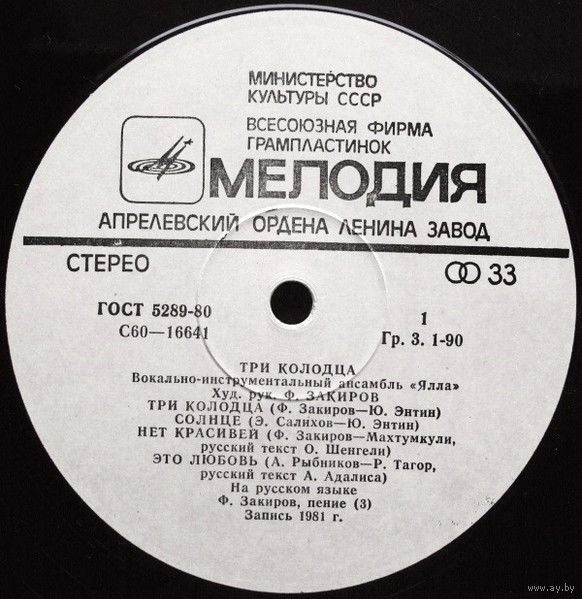 МИНИСТЕРСТВО
КУЛЬТУРЫ СССР
ВСЕСОЮЗНАЯ ФИРМА
ГРАМПЛАСТИНОК
МЕЛОДИЯ
АПРЕЛЕВСКИЙ ОРДЕНА ЛЕНИНА ЗАВОД
СТЕРЕО 33
ГОСТ 5289-80 1
С60—16641 Гр. 3. 1-90
ТРИ КОЛОДЦА
Вокально-инструментальный ансамбль «Ялла»
Худ. рук. Ф. ЗАКИРОВ
ТРИ КОЛОДЦА (Ф. Закиров—Ю. Энтин)
СОЛНЦЕ (Э. Салихов—Ю. Энтин)
НЕТ КРАСИВЕЙ (Ф. Закиров—Махтумкули,
русский текст О. Шенгели)
ЭТО ЛЮБОВЬ (А. Рыбников—Р. Тагор,
русский текст А. Адалиса)
На русском языке
Ф. Закиров, пение (3)
Запись 1981 г.
www.ay.by